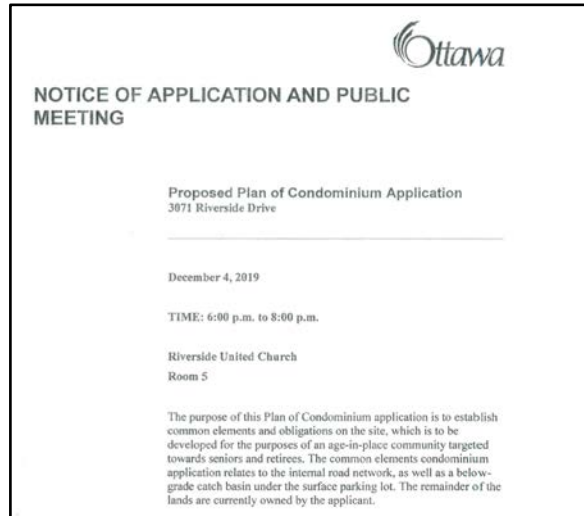 Ottawa
NOTICE OF APPLICATION AND PUBLIC
MEETING
Proposed Plan of Condominium Application
3071 Riverside Drive
December 4, 2019
TIME: 6:00 p.m. to 8:00 p.m.
Riverside United Church
Room 5
The purpose of this Plan of Condominium application is to establish
common elements and obligations on the site, which is to be
developed for the purposes of an age-in-place community targeted
towards seniors and retirees. The common elements condominium
application relates to the internal road network, as well as a below-
grade catch basin under the surface parking lot. The remainder of the
lands are currently owned by the applicant.